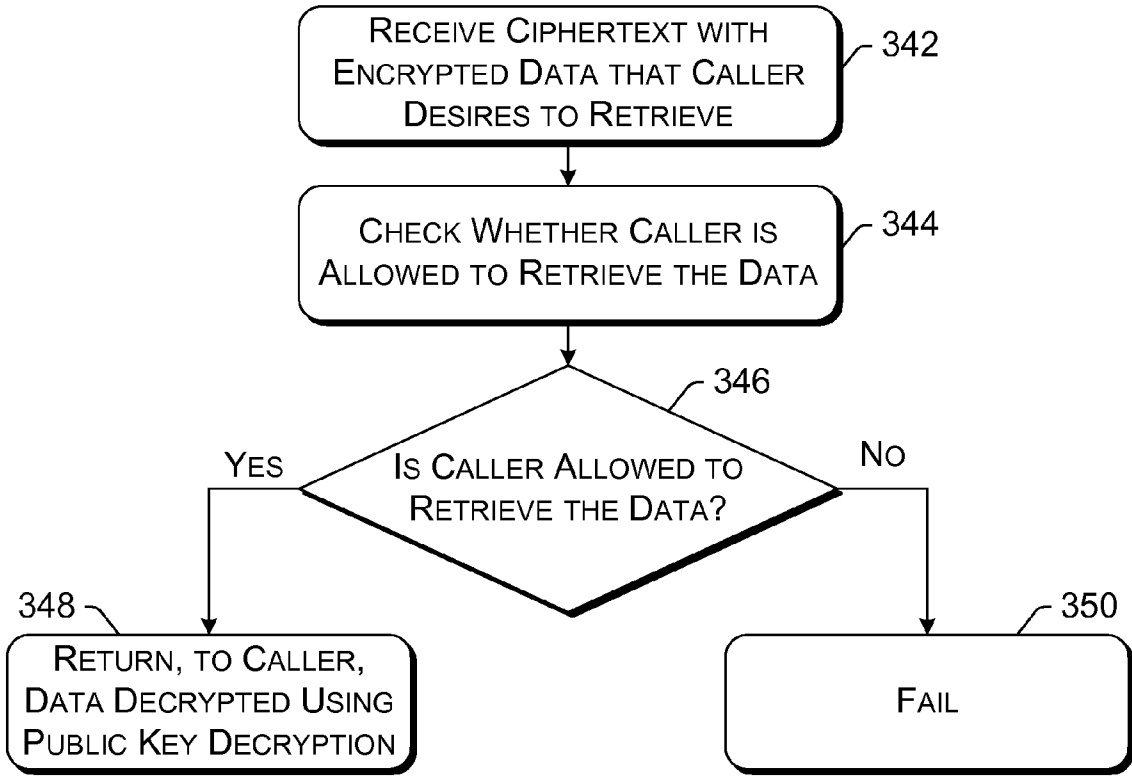 Receive Ciphertext with
Encrypted Data that Caller
Desires to Retrieve
342
Check Whether Caller is
Allowed to Retrieve the Data
344
346
Is Caller Allowed to
Retrieve the Data?
Yes
No
348
Return, to Caller,
Data Decrypted Using
Public Key Decryption
350
Fail